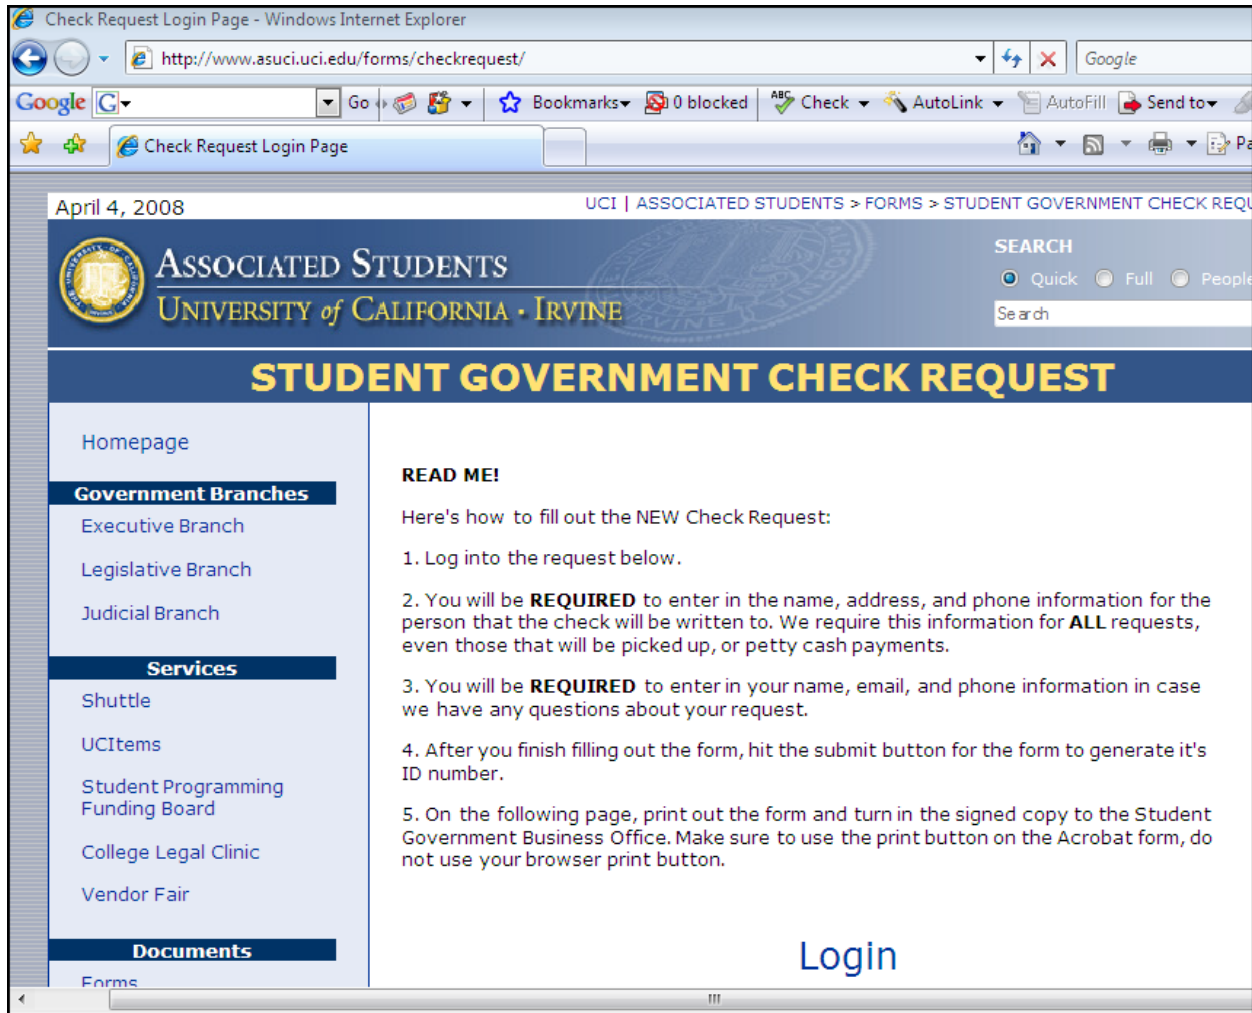 Check Request Login Page - Windows Internet Explorer
http://www.asuci.uci.edu/forms/checkrequest/
Google
Google G Go Bookmarks 0 blocked ABC Check AutoLink AutoFill Send to
Check Request Login Page
April 4, 2008
UCI | ASSOCIATED STUDENTS > FORMS > STUDENT GOVERNMENT CHECK REQU
ASSOCIATED STUDENTS
UNIVERSITY of CALIFORNIA · IRVINE
SEARCH
Quick Full People
Search
STUDENT GOVERNMENT CHECK REQUEST
Homepage
Government Branches
Executive Branch
Legislative Branch
Judicial Branch
Services
Shuttle
UCItems
Student Programming
Funding Board
College Legal Clinic
Vendor Fair
Documents
Forms
READ ME!
Here's how to fill out the NEW Check Request:
1. Log into the request below.
2. You will be REQUIRED to enter in the name, address, and phone information for the
person that the check will be written to. We require this information for ALL requests,
even those that will be picked up, or petty cash payments.
3. You will be REQUIRED to enter in your name, email, and phone information in case
we have any questions about your request.
4. After you finish filling out the form, hit the submit button for the form to generate it's
ID number.
5. On the following page, print out the form and turn in the signed copy to the Student
Government Business Office. Make sure to use the print button on the Acrobat form, do
not use your browser print button.
Login